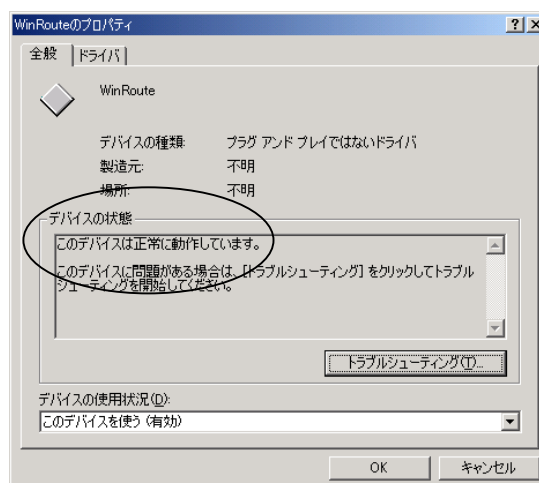 WinRouteのプロパティ
全般 ドライバ
WinRoute
デバイスの種類: プラグ アンド プレイではないドライバ
製造元: 不明
場所: 不明
デバイスの状態
このデバイスは正常に動作しています。
このデバイスに問題がある場合は、[トラブルシューティング] をクリックしてトラブル
シューティングを開始してください。
トラブルシューティング(T)...
デバイスの使用状況(D):
このデバイスを使う (有効)
OK キャンセル